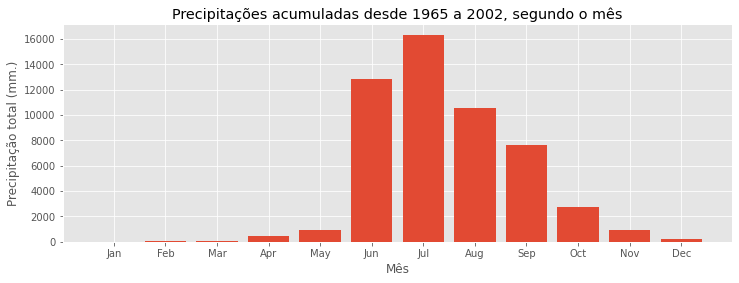 Precipitações acumuladas desde 1965 a 2002, segundo o mês
Precipitação total (mm.)
16000
14000
12000
10000
8000
6000
4000
2000
0
Jan Feb Mar Apr May Jun Jul Aug Sep Oct Nov Dec
Mês